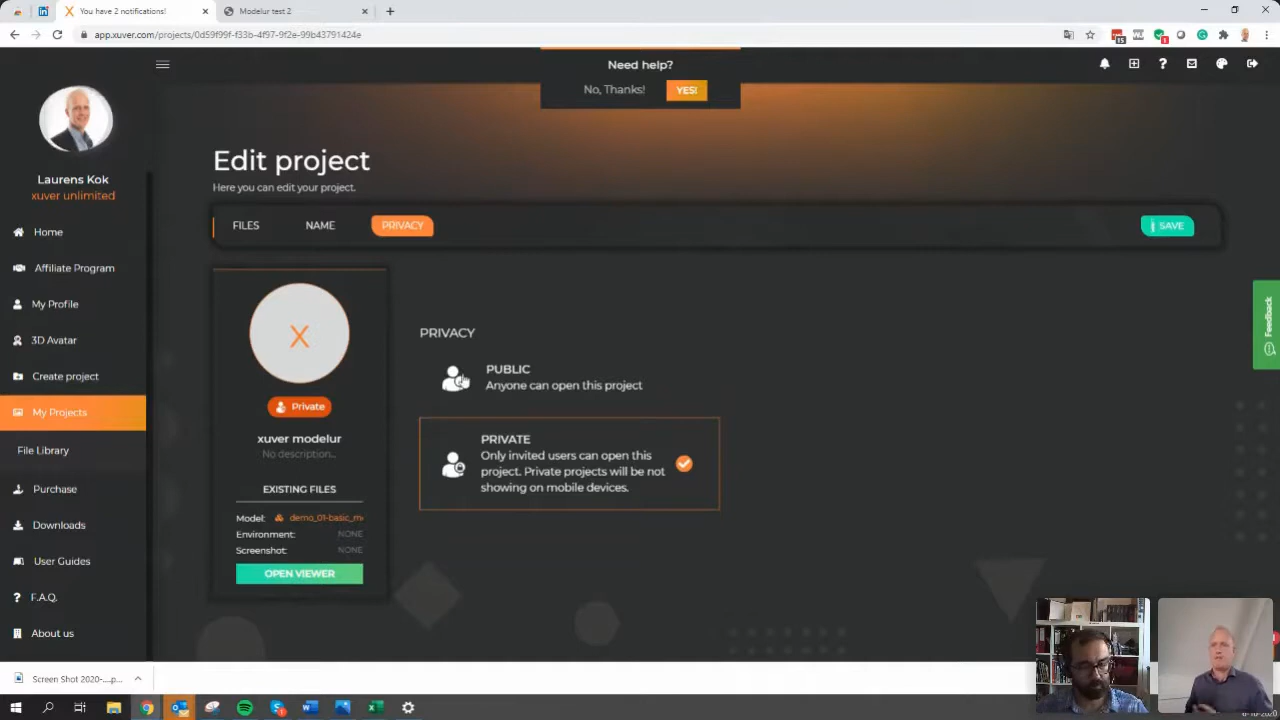 You have 2 notifications!
Modelur test 2
app.xuver.com/projects/0d59f99f-f33b-4f97-9f2e-99b43791424e
Need help?
No, Thanks!
YES!
Laurens Kok
xuver unlimited
Home
Affiliate Program
My Profile
3D Avatar
Create project
My Projects
File Library
Purchase
Downloads
User Guides
F.A.Q.
About us
Edit project
Here you can edit your project.
FILES
NAME
PRIVACY
SAVE
X
Private
xuver modelur
No description...
EXISTING FILES
Model: demo_01-basic_m
Environment: NONE
Screenshot: NONE
OPEN VIEWER
PRIVACY
PUBLIC
Anyone can open this project
PRIVATE
Only invited users can open this
project. Private projects will be not
showing on mobile devices.
Feedback
Screen Shot 2020-....p...